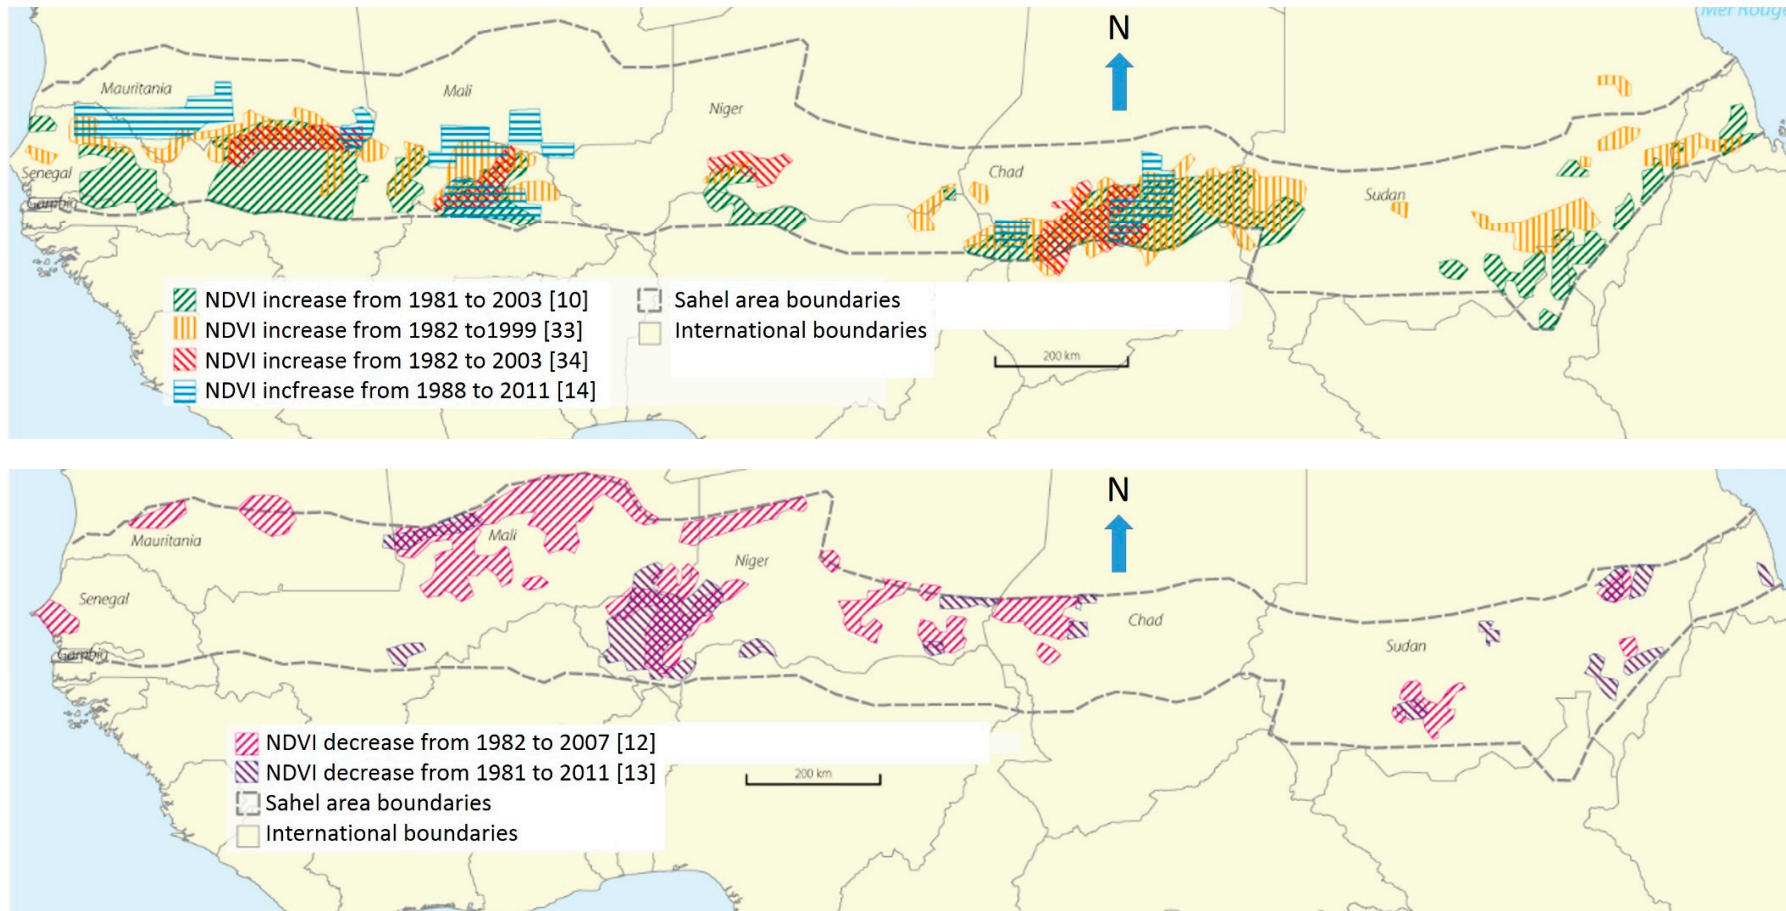 Mer Rouge
N
Mauritania
Mali
Niger
Chad
Senegal
Sudan
Gambia
NDVI increase from 1981 to 2003 [10]
NDVI increase from 1982 to1999 [33]
NDVI increase from 1982 to 2003 [34]
NDVI incfrease from 1988 to 2011 [14]
Sahel area boundaries
International boundaries
200 km
N
Mauritania
Mali
Niger
Senegal
Chad
Sudan
Gambia
NDVI decrease from 1982 to 2007 [12]
NDVI decrease from 1981 to 2011 [13]
Sahel area boundaries
International boundaries
200 km